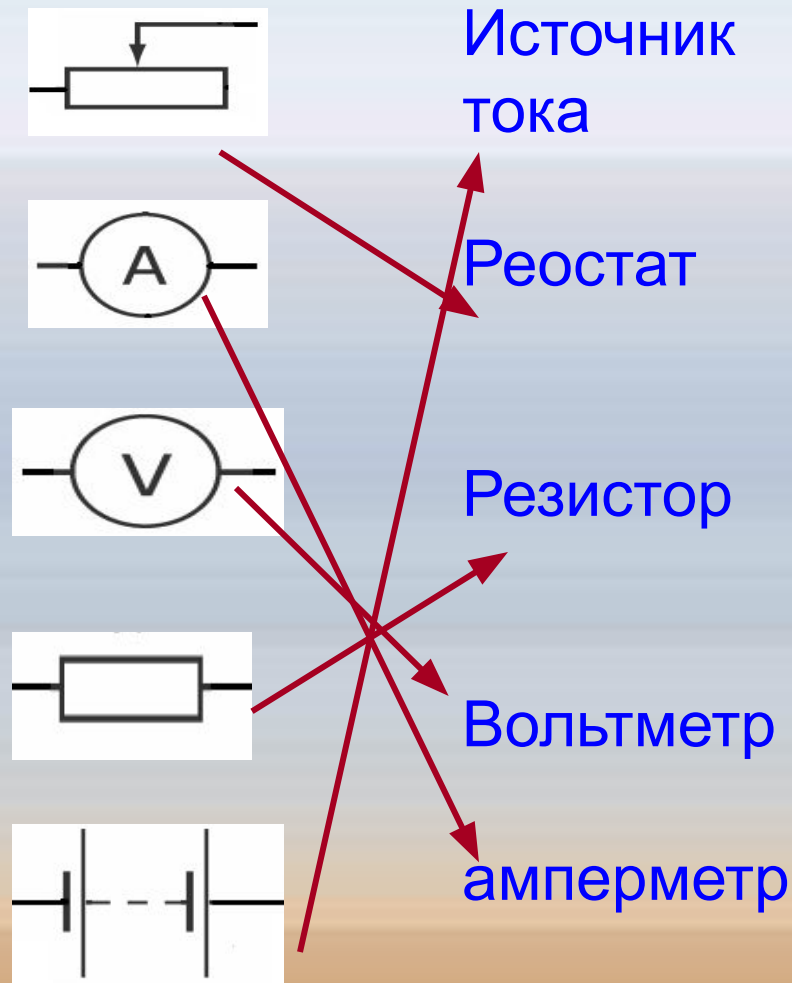 Источник
тока
A
Реостат
V
Резистор
Вольтметр
амперметр